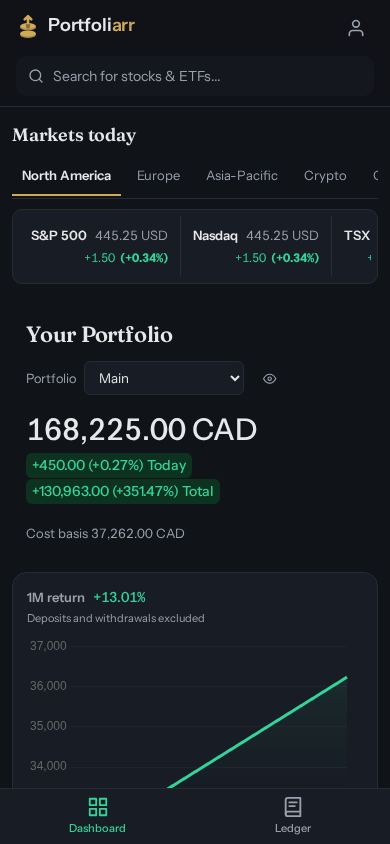 Portfoliarr
Search for stocks & ETFs…
Markets today
North America Europe Asia-Pacific Crypto
S&P 500 445.25 USD Nasdaq 445.25 USD TSX
+1.50 (+0.34%) +1.50 (+0.34%) +
Your Portfolio
Portfolio Main
168,225.00 CAD
+450.00 (+0.27%) Today
+130,963.00 (+351.47%) Total
Cost basis 37,262.00 CAD
1M return +13.01%
Deposits and withdrawals excluded
37,000
36,000
35,000
34,000
Dashboard Ledger